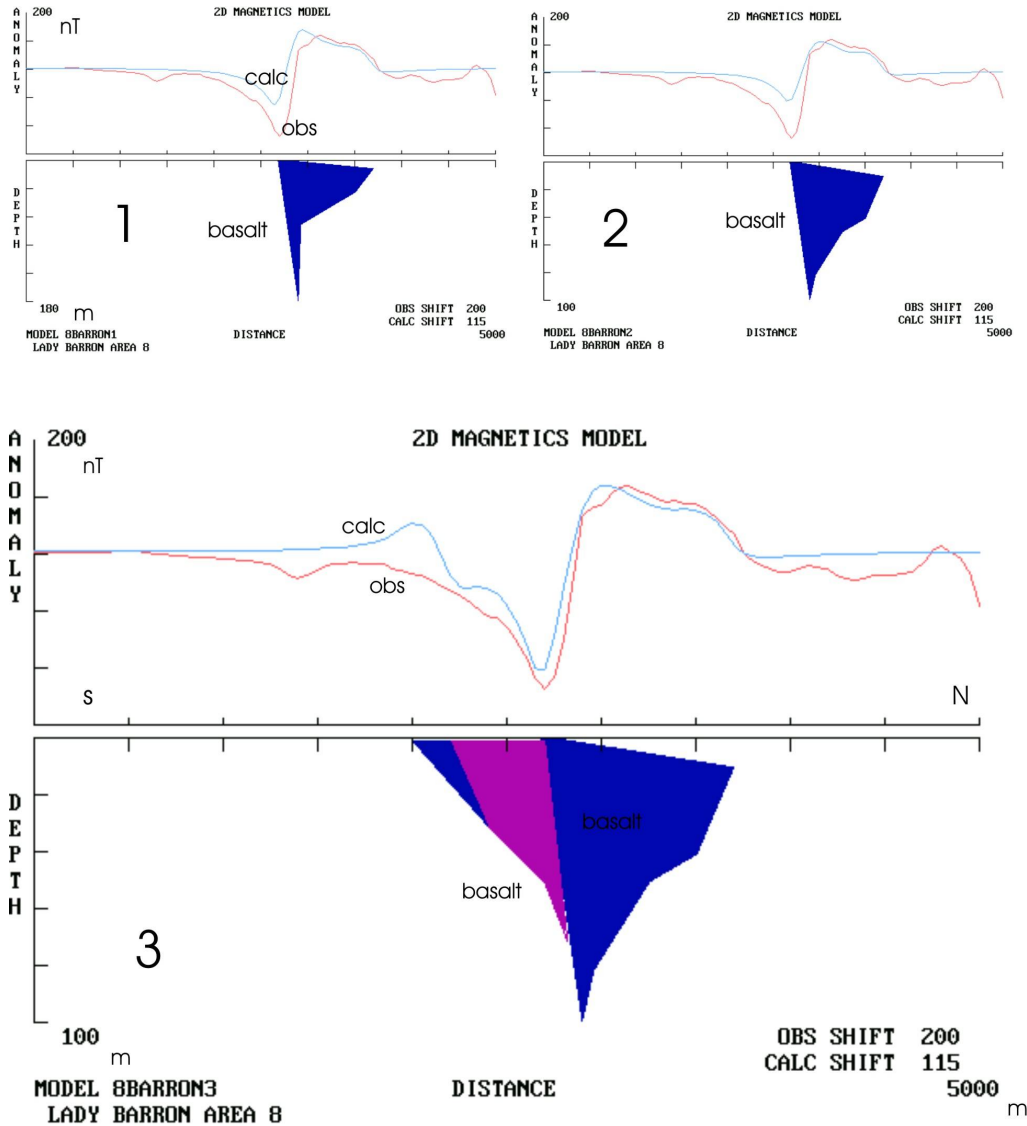 200 2D MAGNETICS MODEL
ANOMALY
nT
calc
obs
DEPTH
1
basalt
180 m
OBS SHIFT 200
CALC SHIFT 115
MODEL 8BARRON1 DISTANCE 5000
LADY BARRON AREA 8
200 2D MAGNETICS MODEL
ANOMALY
DEPTH
2
basalt
100
OBS SHIFT 200
CALC SHIFT 115
MODEL 8BARRON2 DISTANCE 5000
LADY BARRON AREA 8
200 2D MAGNETICS MODEL
ANOMALY
nT
calc
obs
s N
DEPTH
basalt
basalt
3
100 m
OBS SHIFT 200
CALC SHIFT 115
MODEL 8BARRON3 DISTANCE 5000 m
LADY BARRON AREA 8